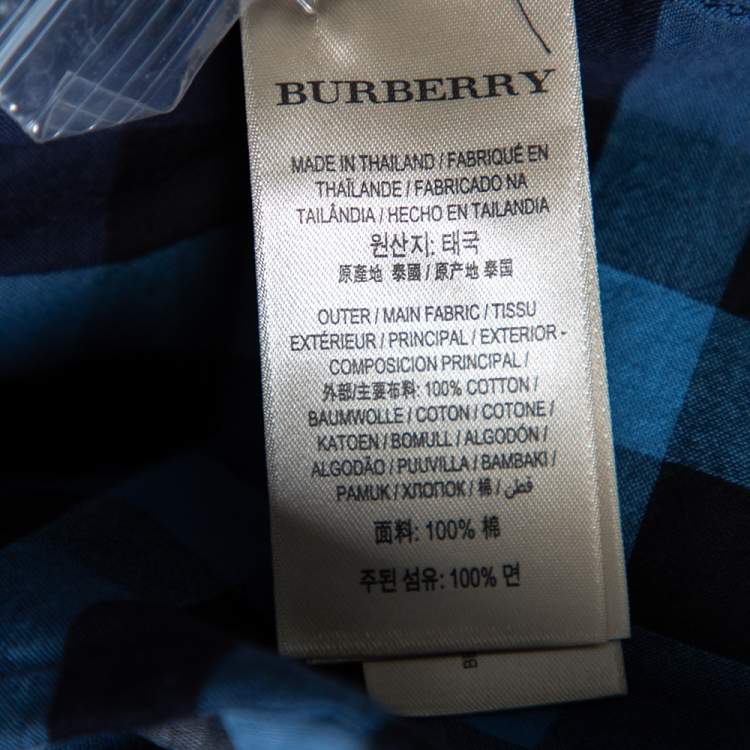 BURBERRY
MADE IN THAILAND / FABRIQUÉ EN
THAÏLANDE / FABRICADO NA
TAILÂNDIA / HECHO EN TAILANDIA
원산지: 태국
原産地 泰國 / 原产地 泰国
OUTER / MAIN FABRIC / TISSU
EXTÉRIEUR / PRINCIPAL / EXTERIOR -
COMPOSICION PRINCIPAL /
外部/主要布料: 100% COTTON /
BAUMWOLLE / COTON / COTONE /
KATOEN / BOMULL / ALGODÓN /
ALGODÃO / PUUVILLA / BAMBAKI /
PAMUK / ХЛОПОК / 棉 / قطن /
面料: 100% 棉
주된 섬유: 100% 면